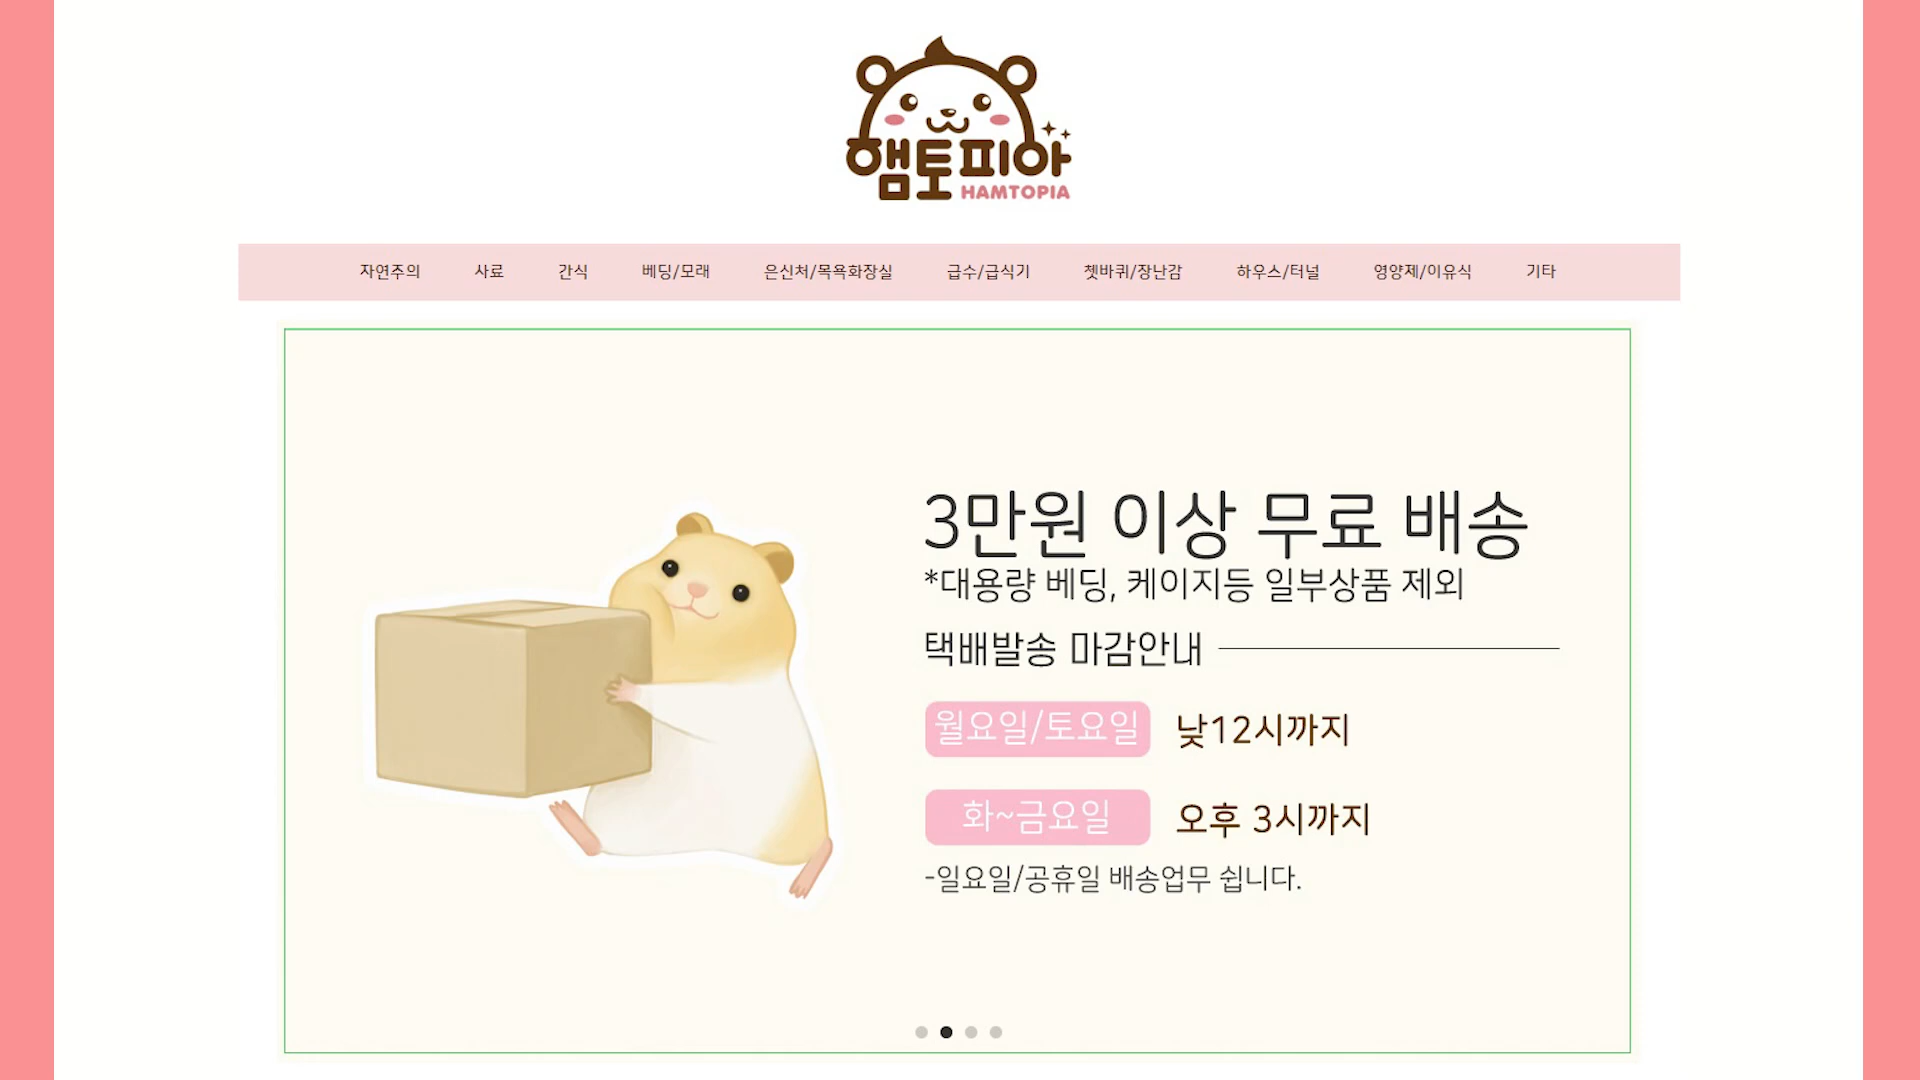 햄토피아
HAMTOPIA
자연주의 사료 간식 베딩/모래 은신처/목욕화장실 급수/급식기 쳇바퀴/장난감 하우스/터널 영양제/이유식 기타
3만원 이상 무료 배송
*대용량 베딩, 케이지등 일부상품 제외
택배발송 마감안내
월요일/토요일 낮12시까지
화~금요일 오후 3시까지
-일요일/공휴일 배송업무 쉽니다.